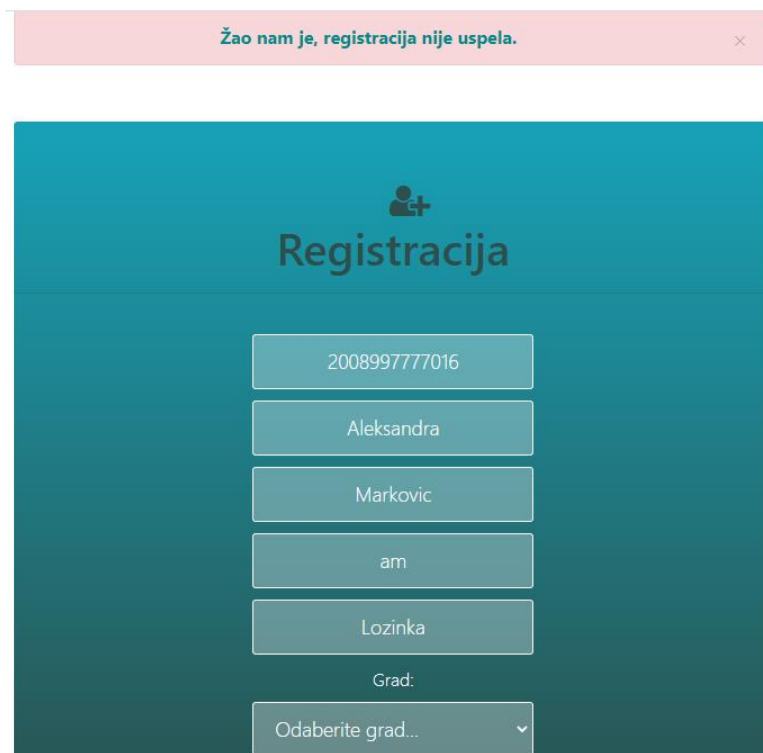 Žao nam je, registracija nije uspela.
×
Registracija
2008997777016
Aleksandra
Markovic
am
Lozinka
Grad:
Odaberite grad...